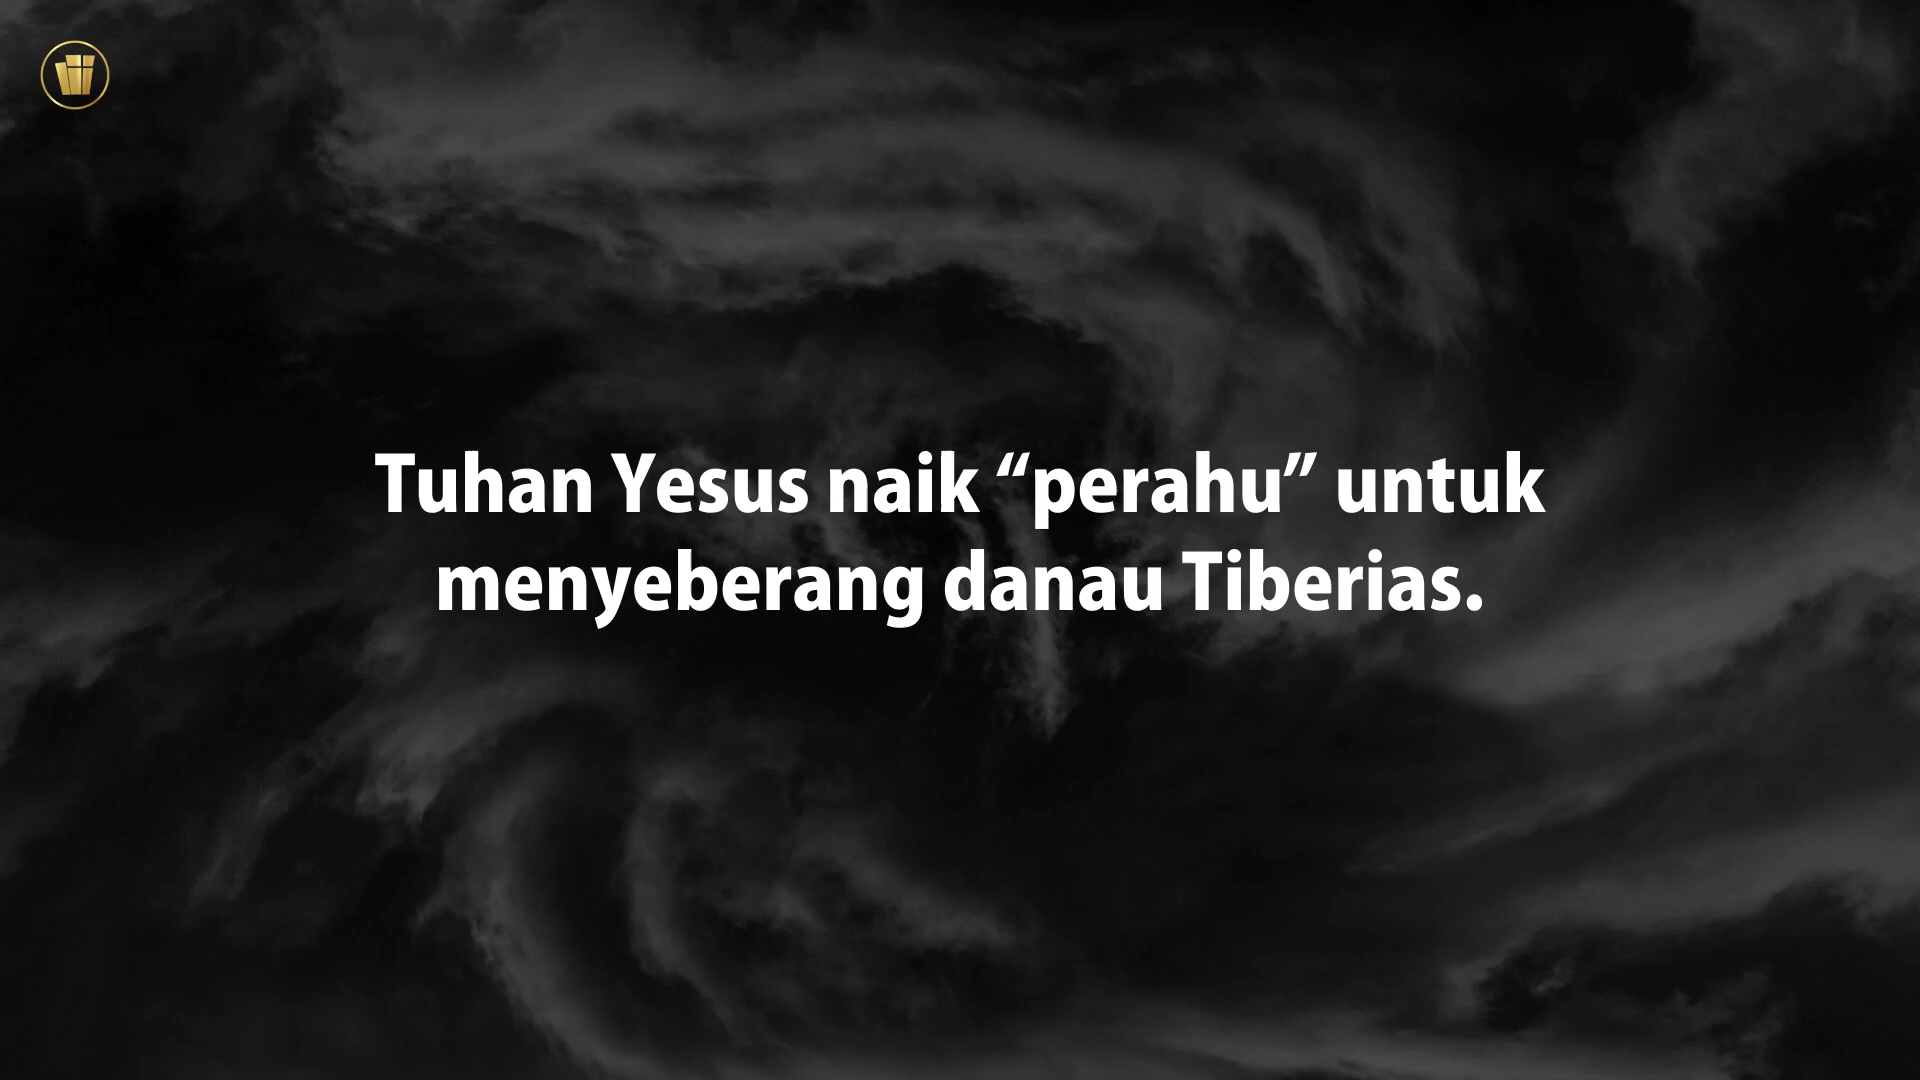 Tuhan Yesus naik “perahu” untuk
menyeberang danau Tiberias.